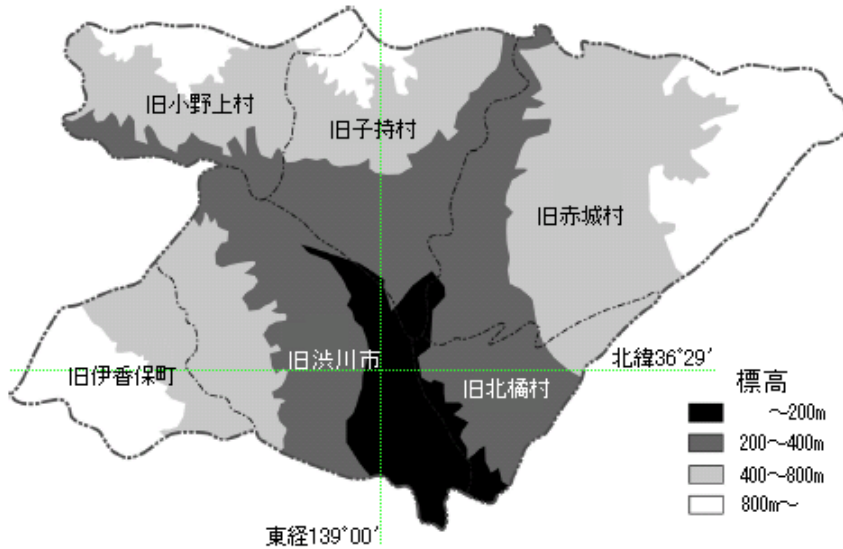 旧小野上村
旧子持村
旧赤城村
北緯36°29′
旧渋川市
旧伊香保町
旧北橘村
標高
～200m
200～400m
400～800m
800m～
東経139°00′